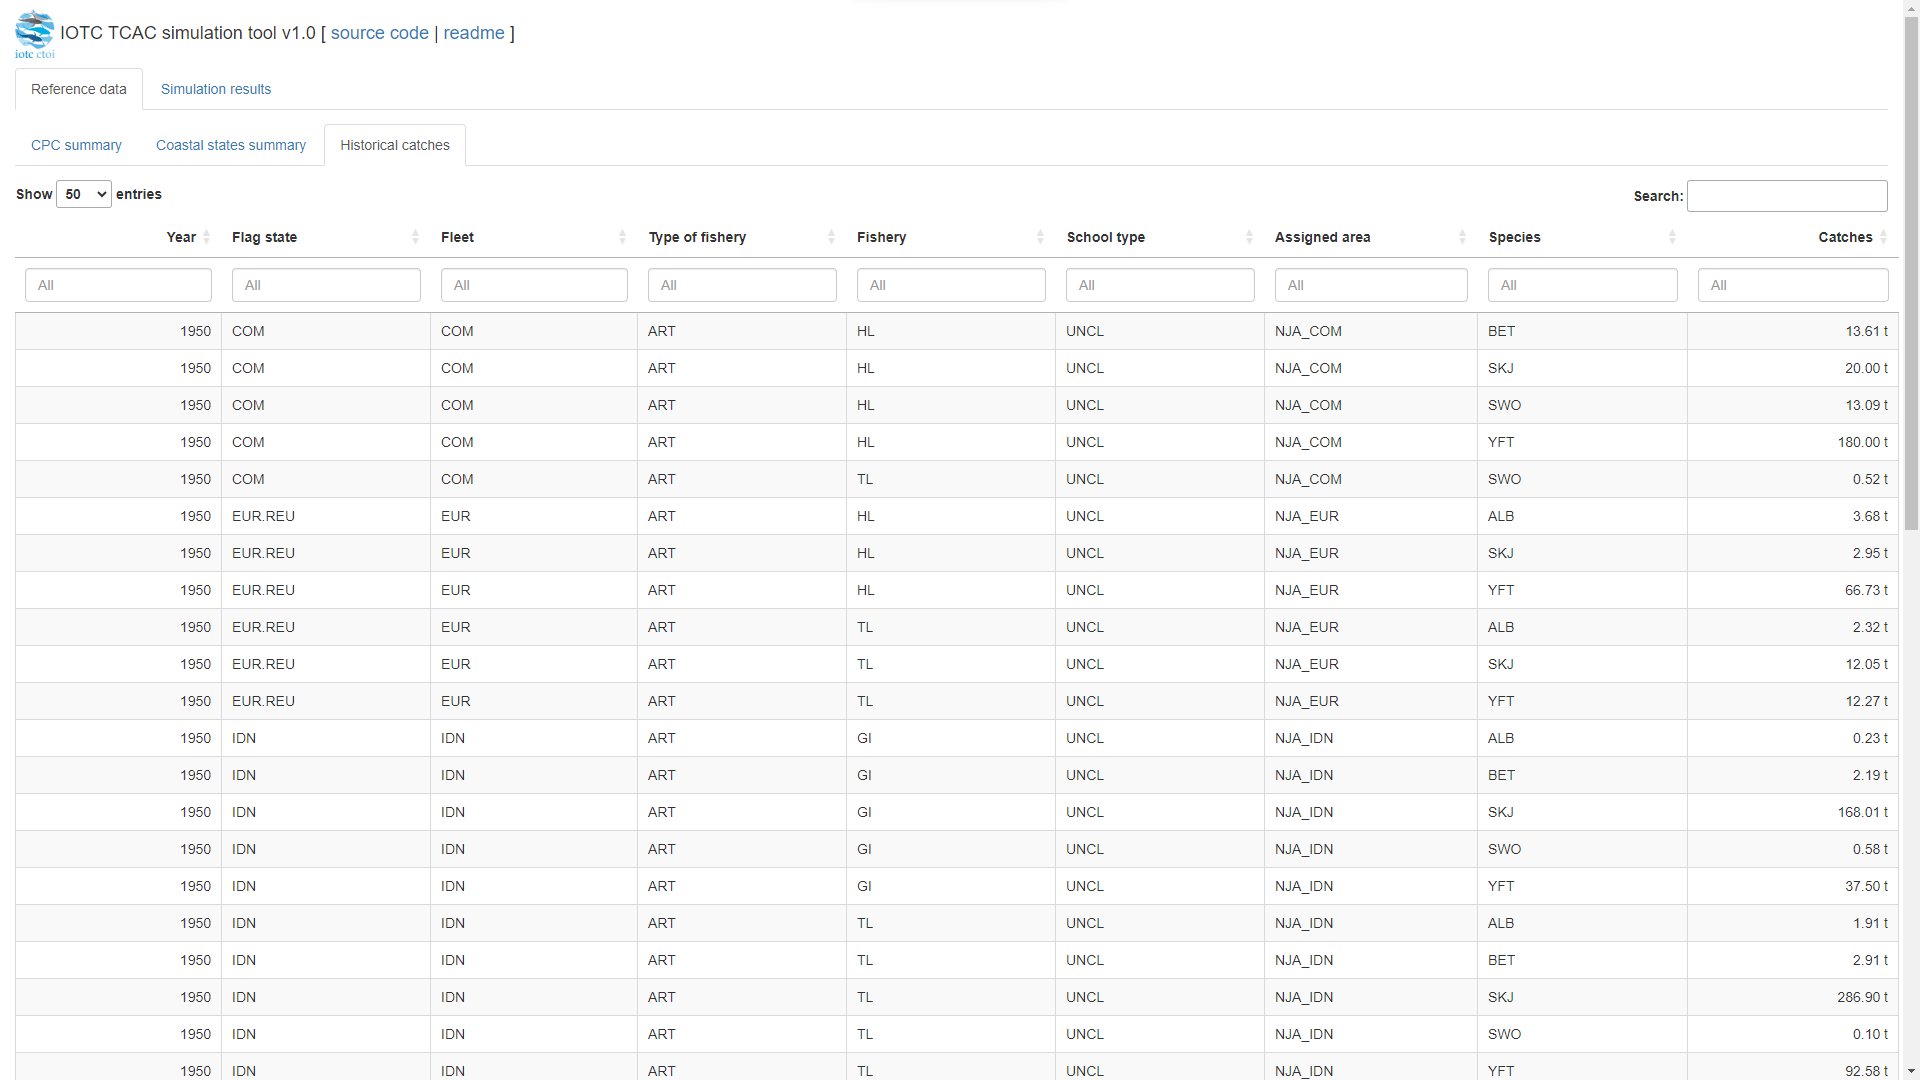 IOTC TCAC simulation tool v1.0 [ source code | readme ]
iotc ctoi
Reference data Simulation results
CPC summary Coastal states summary Historical catches
Show 50 entries Search:
Year Flag state Fleet Type of fishery Fishery School type Assigned area Species Catches
All All All All All All All All All
1950 COM COM ART HL UNCL NJA_COM BET 13.61 t
1950 COM COM ART HL UNCL NJA_COM SKJ 20.00 t
1950 COM COM ART HL UNCL NJA_COM SWO 13.09 t
1950 COM COM ART HL UNCL NJA_COM YFT 180.00 t
1950 COM COM ART TL UNCL NJA_COM SWO 0.52 t
1950 EUR.REU EUR ART HL UNCL NJA_EUR ALB 3.68 t
1950 EUR.REU EUR ART HL UNCL NJA_EUR SKJ 2.95 t
1950 EUR.REU EUR ART HL UNCL NJA_EUR YFT 66.73 t
1950 EUR.REU EUR ART TL UNCL NJA_EUR ALB 2.32 t
1950 EUR.REU EUR ART TL UNCL NJA_EUR SKJ 12.05 t
1950 EUR.REU EUR ART TL UNCL NJA_EUR YFT 12.27 t
1950 IDN IDN ART GI UNCL NJA_IDN ALB 0.23 t
1950 IDN IDN ART GI UNCL NJA_IDN BET 2.19 t
1950 IDN IDN ART GI UNCL NJA_IDN SKJ 168.01 t
1950 IDN IDN ART GI UNCL NJA_IDN SWO 0.58 t
1950 IDN IDN ART GI UNCL NJA_IDN YFT 37.50 t
1950 IDN IDN ART TL UNCL NJA_IDN ALB 1.91 t
1950 IDN IDN ART TL UNCL NJA_IDN BET 2.91 t
1950 IDN IDN ART TL UNCL NJA_IDN SKJ 286.90 t
1950 IDN IDN ART TL UNCL NJA_IDN SWO 0.10 t
1950 IDN IDN ART TL UNCL NJA_IDN YFT 92.58 t